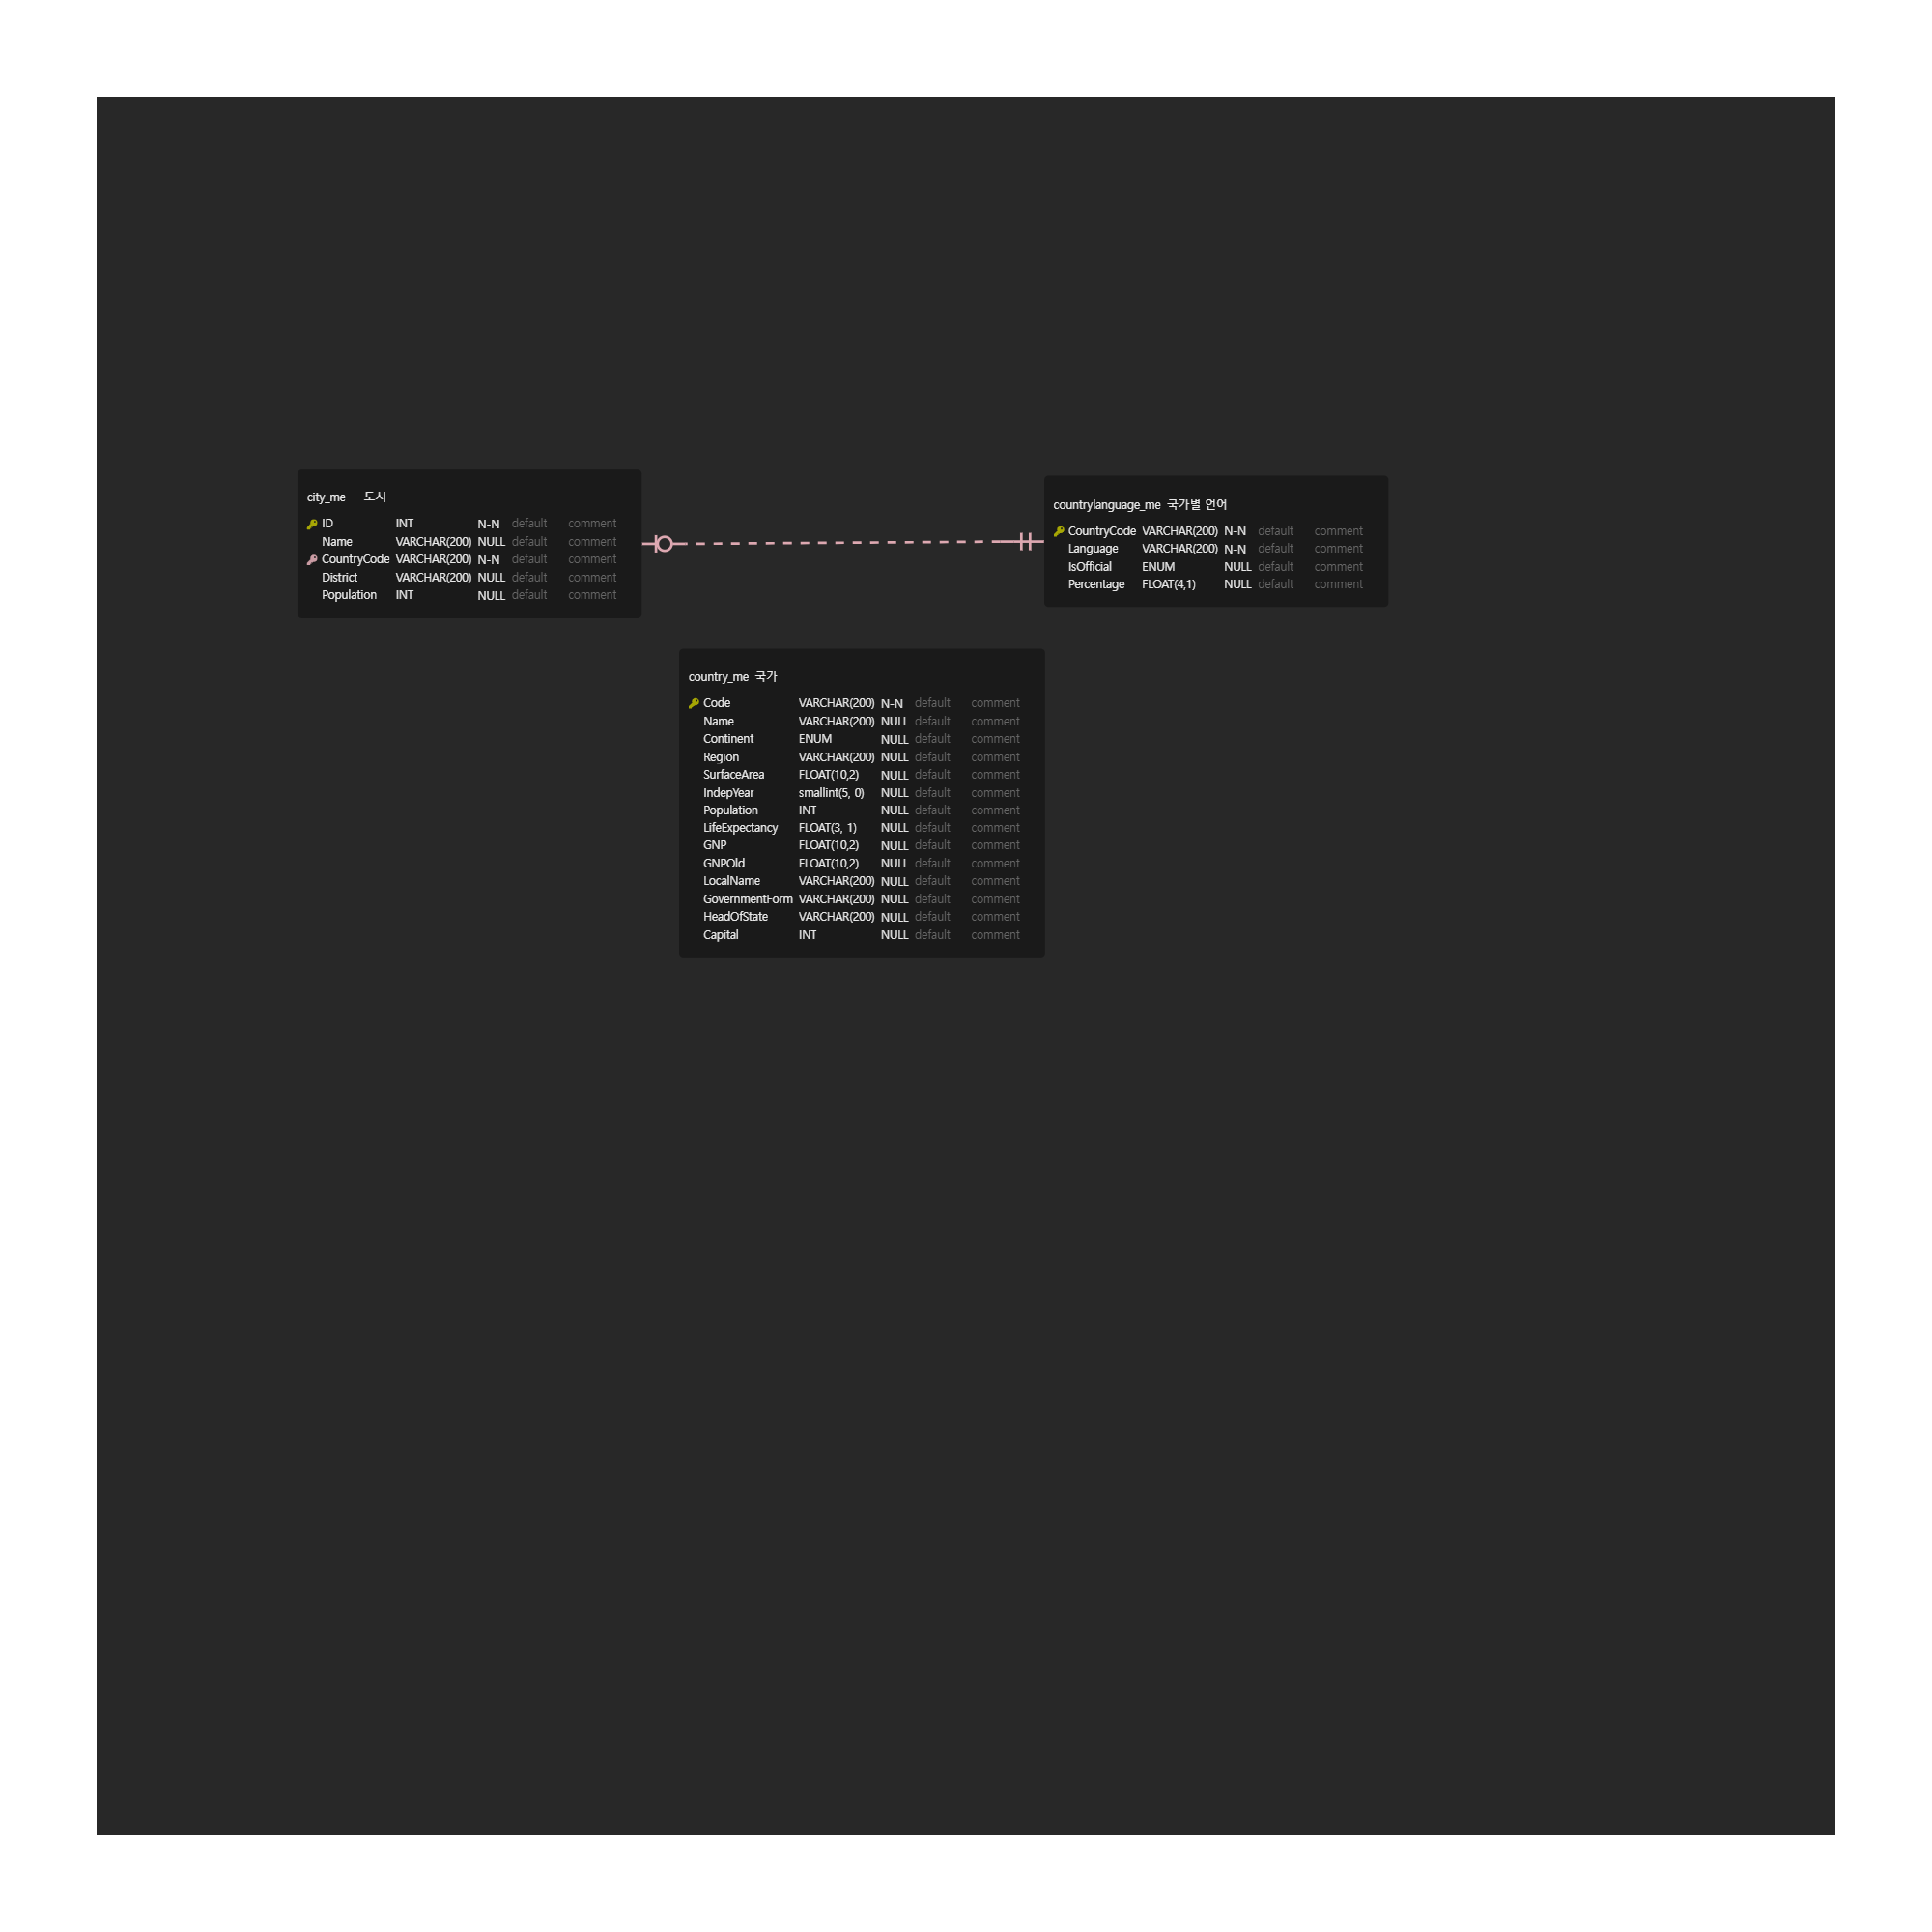 city_me 도시
ID INT N-N default comment
Name VARCHAR(200) NULL default comment
CountryCode VARCHAR(200) N-N default comment
District VARCHAR(200) NULL default comment
Population INT NULL default comment
countrylanguage_me 국가별 언어
CountryCode VARCHAR(200) N-N default comment
Language VARCHAR(200) N-N default comment
IsOfficial ENUM NULL default comment
Percentage FLOAT(4,1) NULL default comment
country_me 국가
Code VARCHAR(200) N-N default comment
Name VARCHAR(200) NULL default comment
Continent ENUM NULL default comment
Region VARCHAR(200) NULL default comment
SurfaceArea FLOAT(10,2) NULL default comment
IndepYear smallint(5, 0) NULL default comment
Population INT NULL default comment
LifeExpectancy FLOAT(3, 1) NULL default comment
GNP FLOAT(10,2) NULL default comment
GNPOld FLOAT(10,2) NULL default comment
LocalName VARCHAR(200) NULL default comment
GovernmentForm VARCHAR(200) NULL default comment
HeadOfState VARCHAR(200) NULL default comment
Capital INT NULL default comment